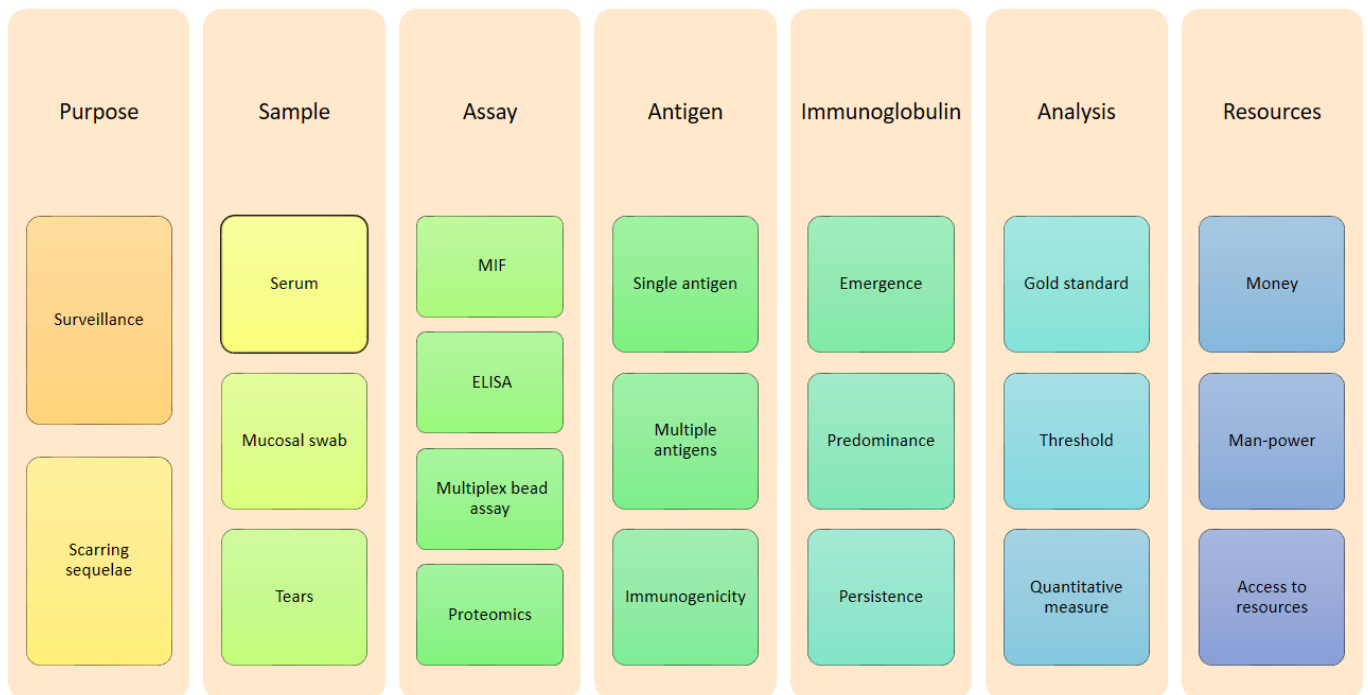 Purpose
Surveillance
Scarring
sequelae
Sample
Serum
Mucosal swab
Tears
Assay
MIF
ELISA
Multiplex bead
assay
Proteomics
Antigen
Single antigen
Multiple
antigens
Immunogenicity
Immunoglobulin
Emergence
Predominance
Persistence
Analysis
Gold standard
Threshold
Quantitative
measure
Resources
Money
Man-power
Access to
resources